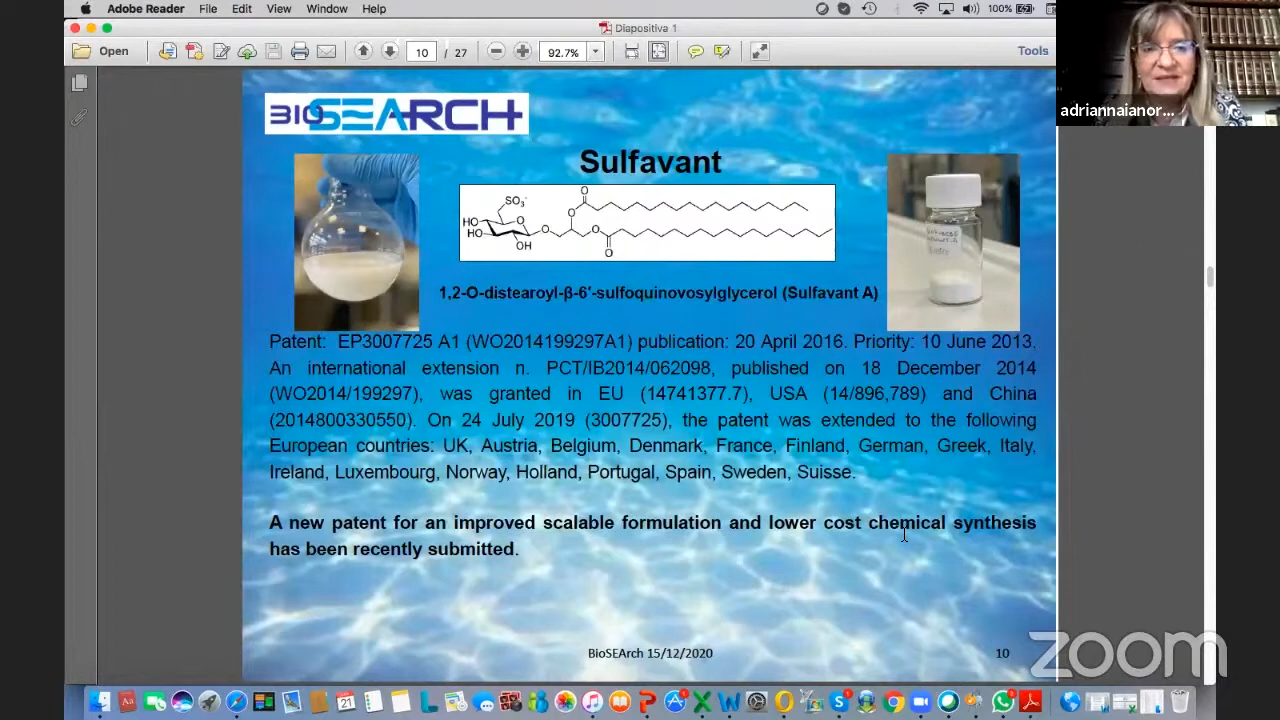 Adobe Reader File Edit View Window Help 100%
Diapositiva 1
Open 10 / 27 92.7% Tools
adriannaianor...
BIOSEARCH
Sulfavant
SO3-
O
HO
HO
O
O
O
O
OH
O
1,2-O-distearoyl-β-6′-sulfoquinovosylglycerol (Sulfavant A)
Patent: EP3007725 A1 (WO2014199297A1) publication: 20 April 2016. Priority: 10 June 2013.
An international extension n. PCT/IB2014/062098, published on 18 December 2014
(WO2014/199297), was granted in EU (14741377.7), USA (14/896,789) and China
(2014800330550). On 24 July 2019 (3007725), the patent was extended to the following
European countries: UK, Austria, Belgium, Denmark, France, Finland, German, Greek, Italy,
Ireland, Luxembourg, Norway, Holland, Portugal, Spain, Sweden, Suisse.
A new patent for an improved scalable formulation and lower cost chemical synthesis
has been recently submitted.
BioSEArch 15/12/2020
10
zoom